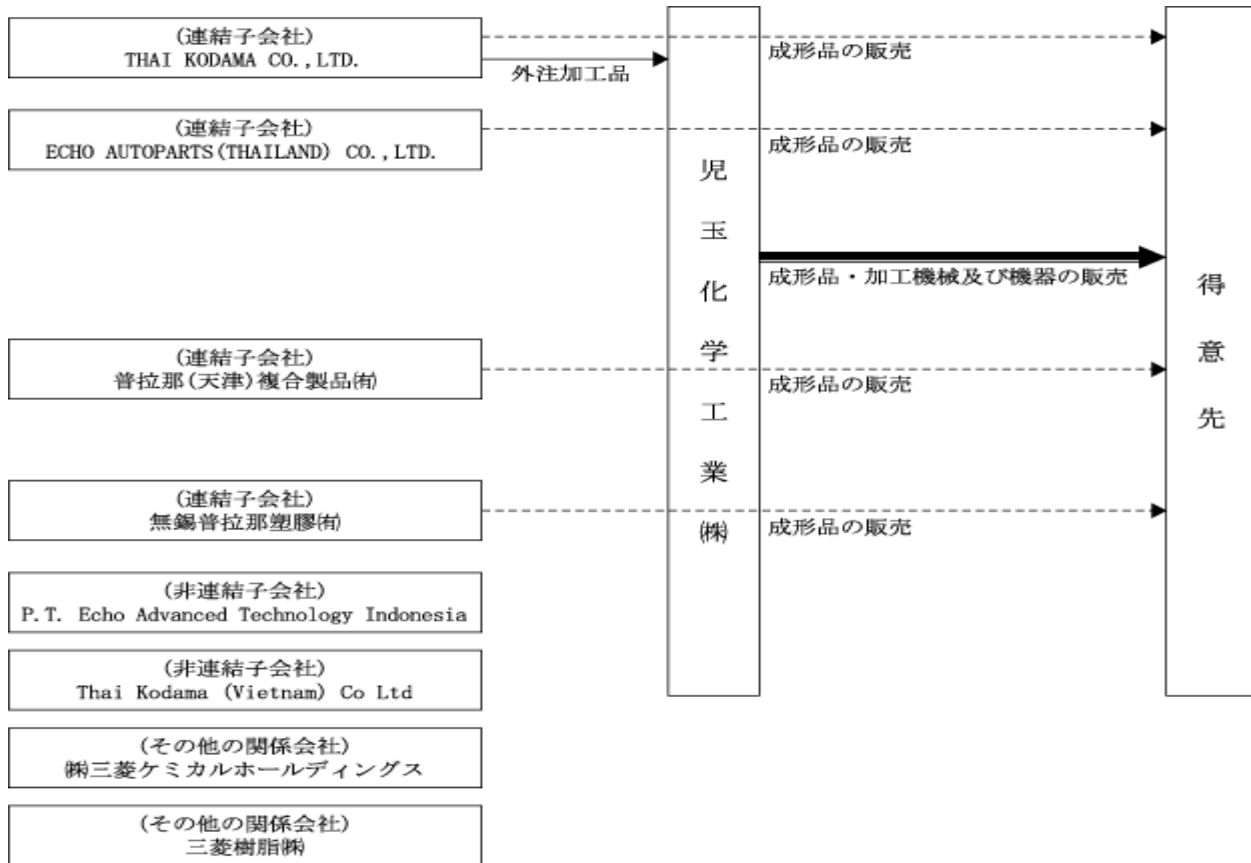 (連結子会社)
THAI KODAMA CO.,LTD.
外注加工品
成形品の販売
(連結子会社)
ECHO AUTOPARTS(THAILAND) CO.,LTD.
成形品の販売
児玉化学工業㈱
成形品・加工機械及び機器の販売
得意先
(連結子会社)
普拉那(天津)複合製品㈲
成形品の販売
(連結子会社)
無錫普拉那塑膠㈲
成形品の販売
(非連結子会社)
P.T. Echo Advanced Technology Indonesia
(非連結子会社)
Thai Kodama (Vietnam) Co Ltd
(その他の関係会社)
㈱三菱ケミカルホールディングス
(その他の関係会社)
三菱樹脂㈱